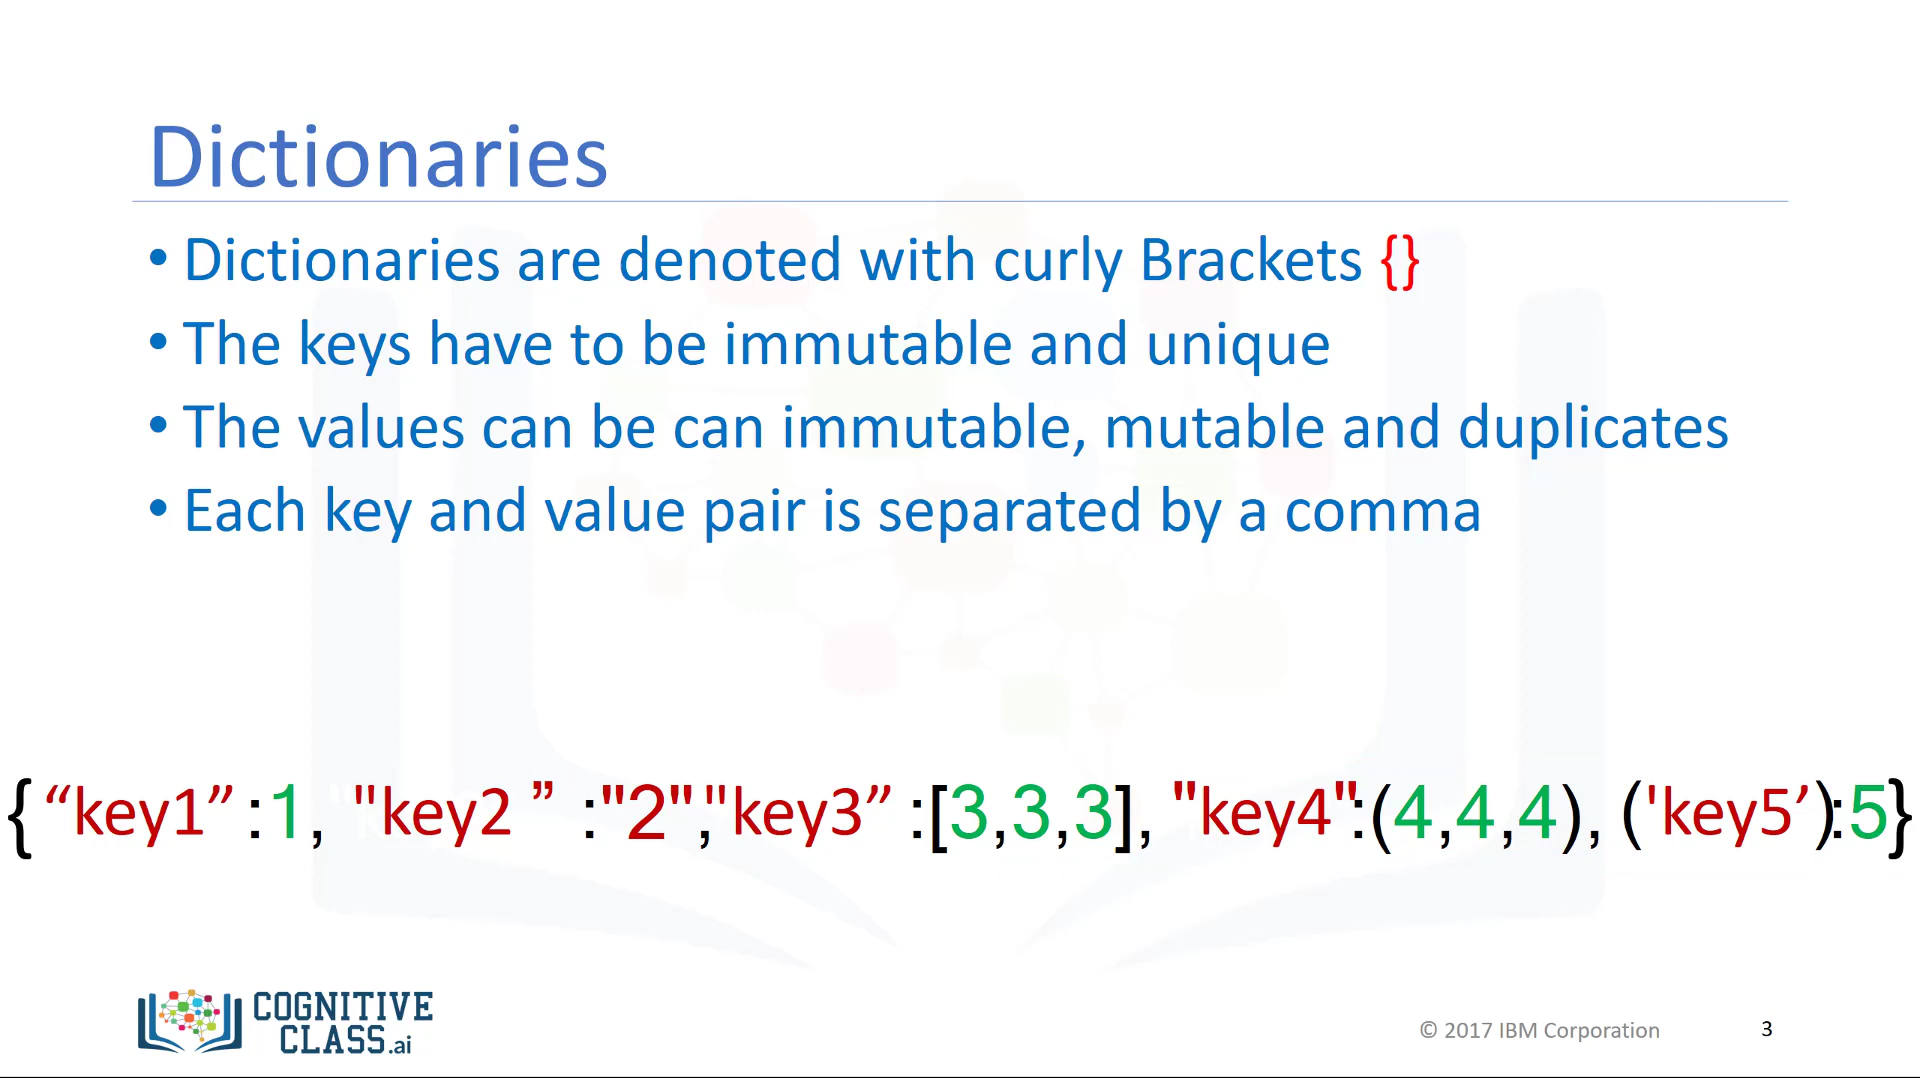 Dictionaries
• Dictionaries are denoted with curly Brackets {}
• The keys have to be immutable and unique
• The values can be can immutable, mutable and duplicates
• Each key and value pair is separated by a comma
{“key1”:1, "key2 ” :"2","key3” :[3,3,3], "key4":(4,4,4), ('key5’):5}
COGNITIVE
CLASS.ai
© 2017 IBM Corporation 3